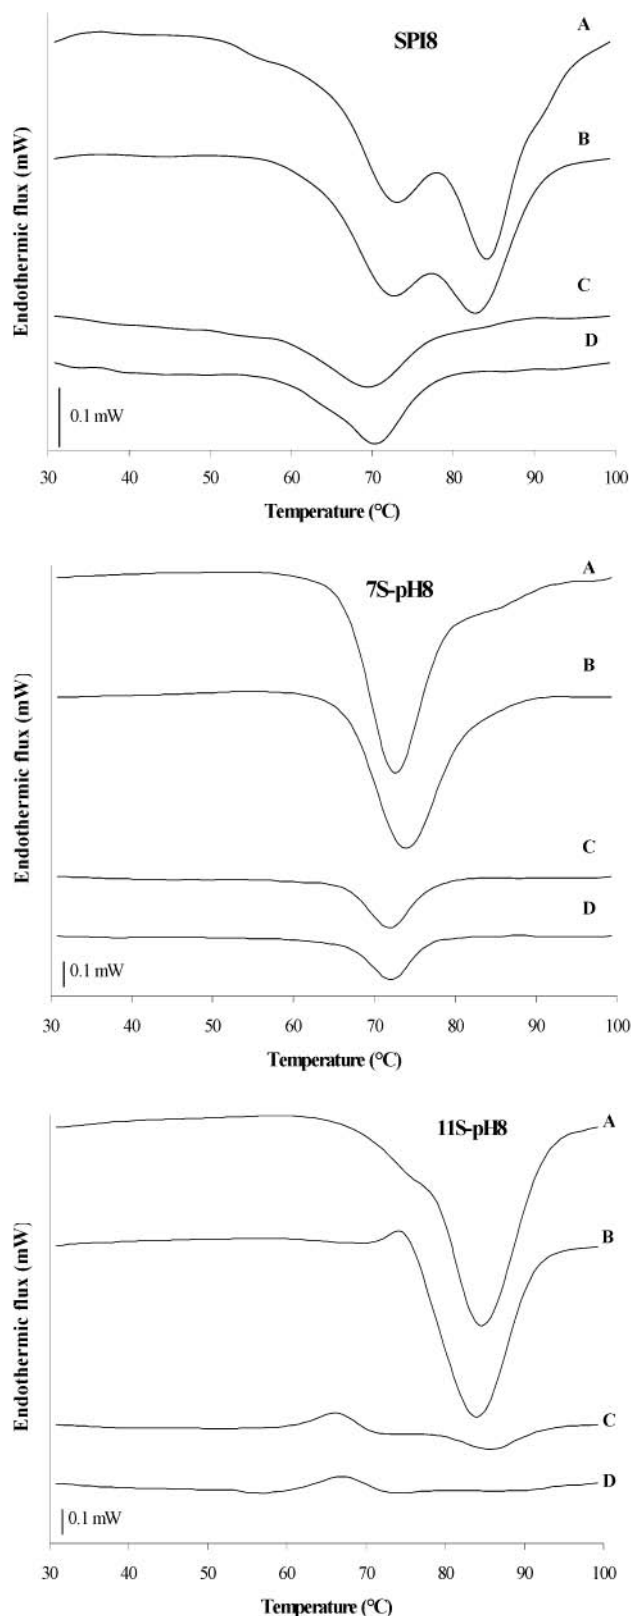 A
SPI8
B
C
D
Endothermic flux (mW)
0.1 mW
30 40 50 60 70 80 90 100
Temperature (°C)
A
7S-pH8
B
C
D
Endothermic flux (mW)
0.1 mW
30 40 50 60 70 80 90 100
Temperature (°C)
A
11S-pH8
B
C
D
Endothermic flux (mW)
0.1 mW
30 40 50 60 70 80 90 100
Temperature (°C)